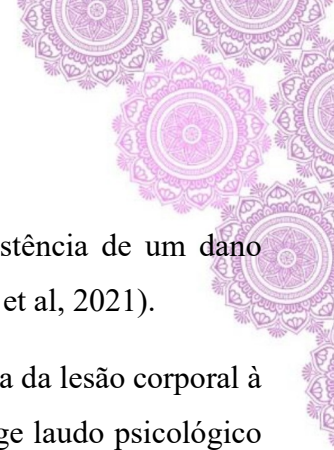 stência de um dano
et al, 2021).
a da lesão corporal à
ge laudo psicológico